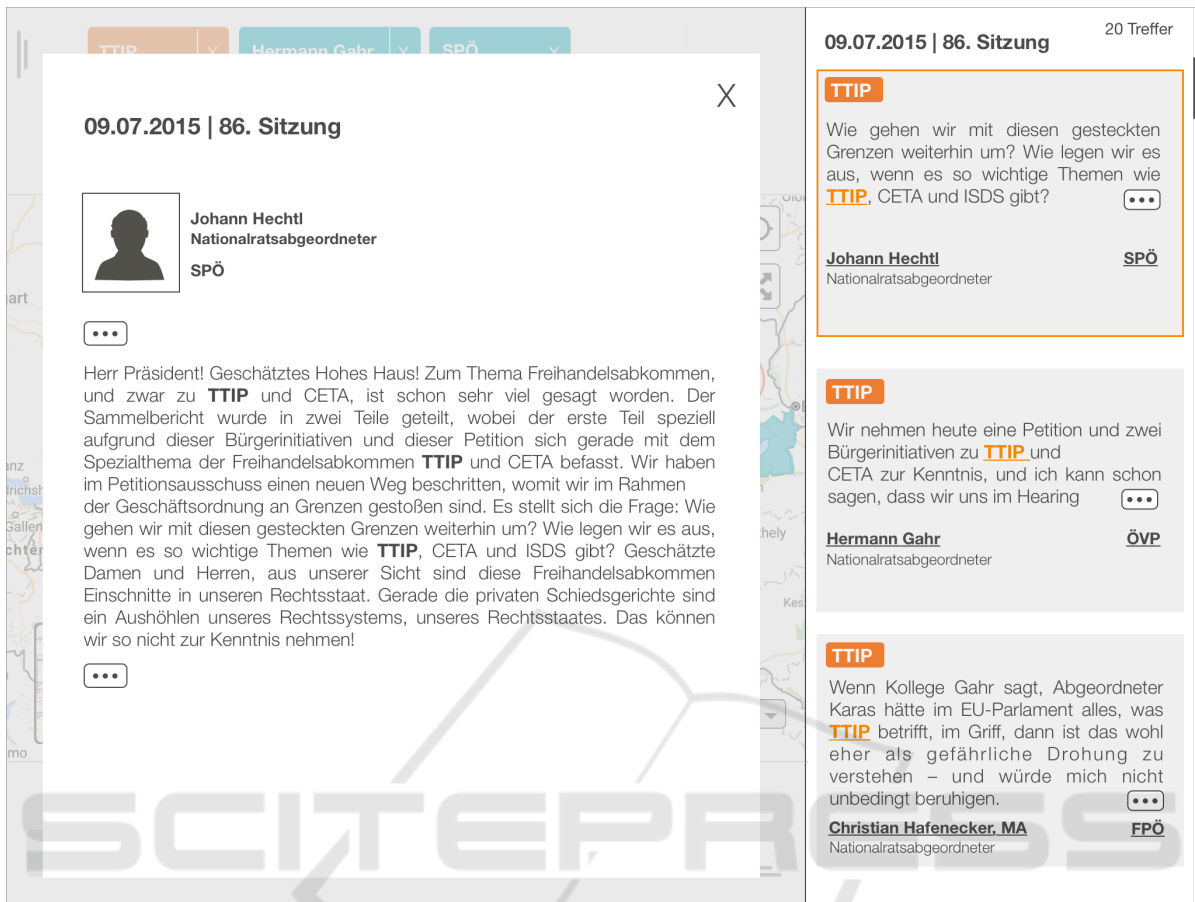 TTIP X
Hermann Gahr X
SPÖ X
X
09.07.2015 | 86. Sitzung
Johann Hechtl
Nationalratsabgeordneter
SPÖ
Herr Präsident! Geschätztes Hohes Haus! Zum Thema Freihandelsabkommen,
und zwar zu TTIP und CETA, ist schon sehr viel gesagt worden. Der
Sammelbericht wurde in zwei Teile geteilt, wobei der erste Teil speziell
aufgrund dieser Bürgerinitiativen und dieser Petition sich gerade mit dem
Spezialthema der Freihandelsabkommen TTIP und CETA befasst. Wir haben
im Petitionsausschuss einen neuen Weg beschritten, womit wir im Rahmen
der Geschäftsordnung an Grenzen gestoßen sind. Es stellt sich die Frage: Wie
gehen wir mit diesen gesteckten Grenzen weiterhin um? Wie legen wir es aus,
wenn es so wichtige Themen wie TTIP, CETA und ISDS gibt? Geschätzte
Damen und Herren, aus unserer Sicht sind diese Freihandelsabkommen
Einschnitte in unseren Rechtsstaat. Gerade die privaten Schiedsgerichte sind
ein Aushöhlen unseres Rechtssystems, unseres Rechtsstaates. Das können
wir so nicht zur Kenntnis nehmen!
20 Treffer
09.07.2015 | 86. Sitzung
TTIP
Wie gehen wir mit diesen gesteckten
Grenzen weiterhin um? Wie legen wir es
aus, wenn es so wichtige Themen wie
TTIP, CETA und ISDS gibt?
Johann Hechtl SPÖ
Nationalratsabgeordneter
TTIP
Wir nehmen heute eine Petition und zwei
Bürgerinitiativen zu TTIP und
CETA zur Kenntnis, und ich kann schon
sagen, dass wir uns im Hearing
Hermann Gahr ÖVP
Nationalratsabgeordneter
TTIP
Wenn Kollege Gahr sagt, Abgeordneter
Karas hätte im EU-Parlament alles, was
TTIP betrifft, im Griff, dann ist das wohl
eher als gefährliche Drohung zu
verstehen – und würde mich nicht
unbedingt beruhigen.
Christian Hafenecker, MA FPÖ
Nationalratsabgeordneter
SCITEPRESS